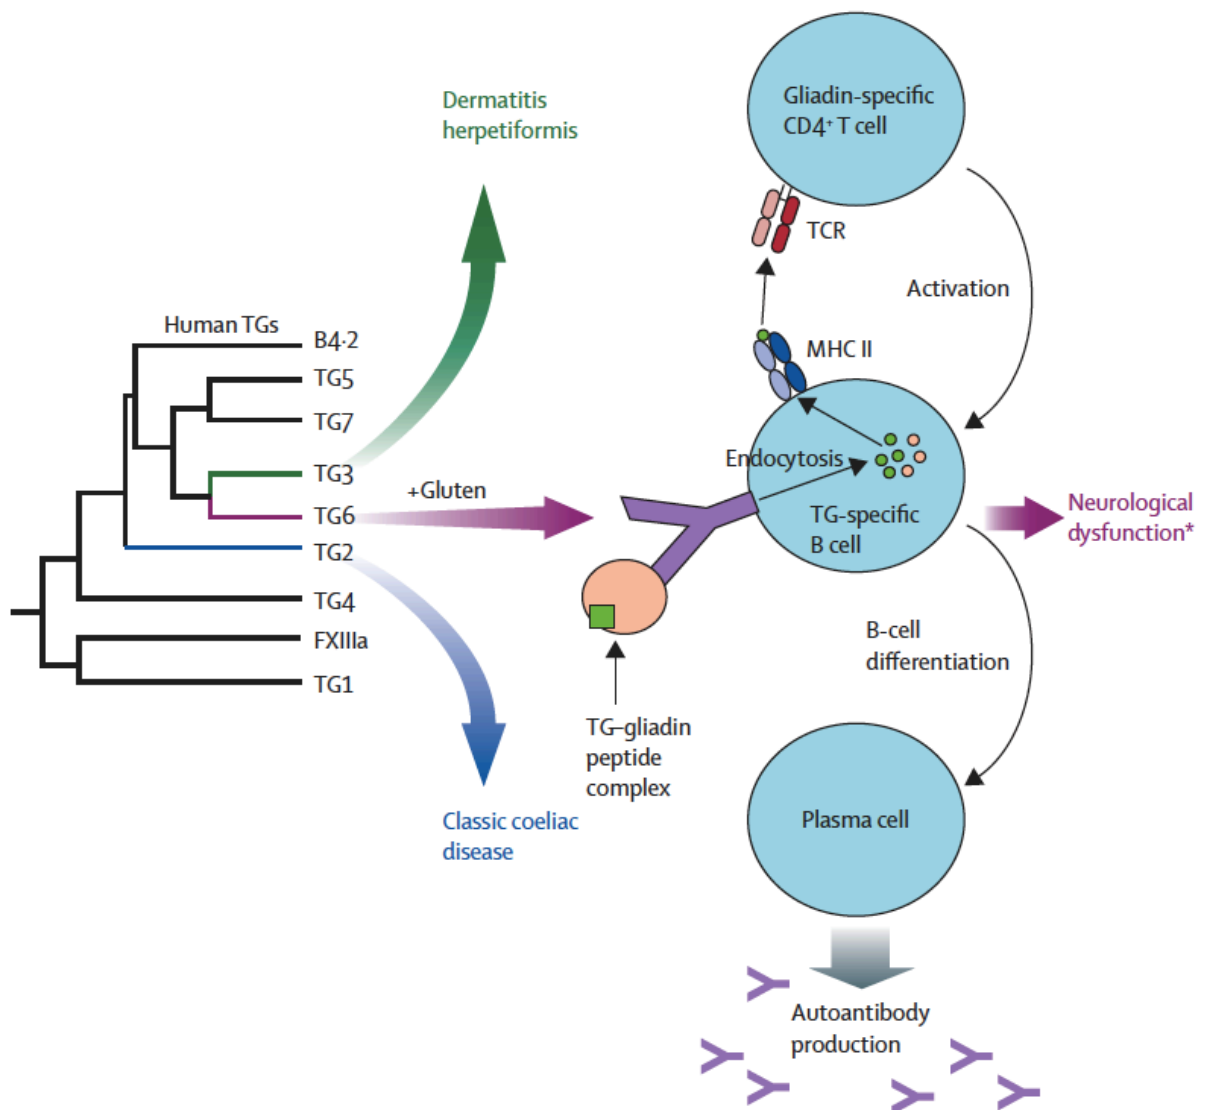 Dermatitis
herpetiformis
Human TGs
B4·2
TG5
TG7
TG3
TG6
TG2
TG4
FXIIIa
TG1
+Gluten
Classic coeliac
disease
TG–gliadin
peptide
complex
Gliadin-specific
CD4⁺ T cell
TCR
Activation
MHC II
Endocytosis
TG-specific
B cell
Neurological
dysfunction*
B-cell
differentiation
Plasma cell
Autoantibody
production